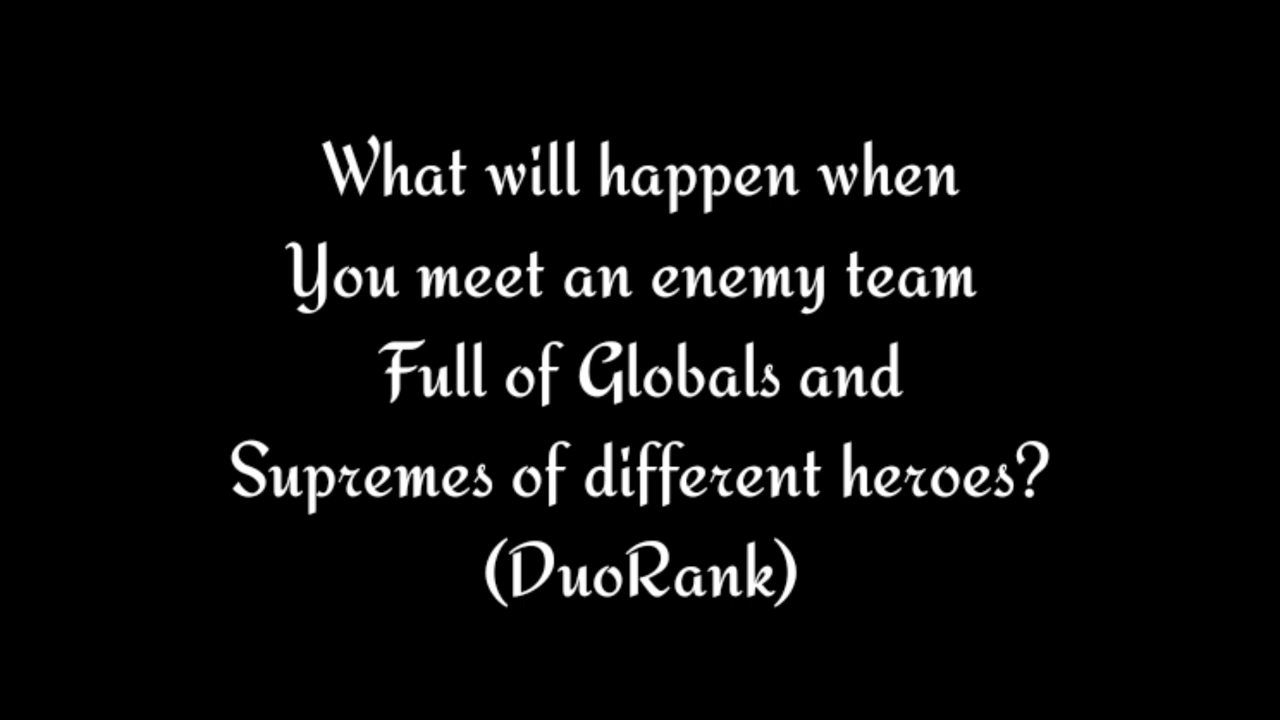 What will happen when
You meet an enemy team
Full of Globals and
Supremes of different heroes?
(DuoRank)